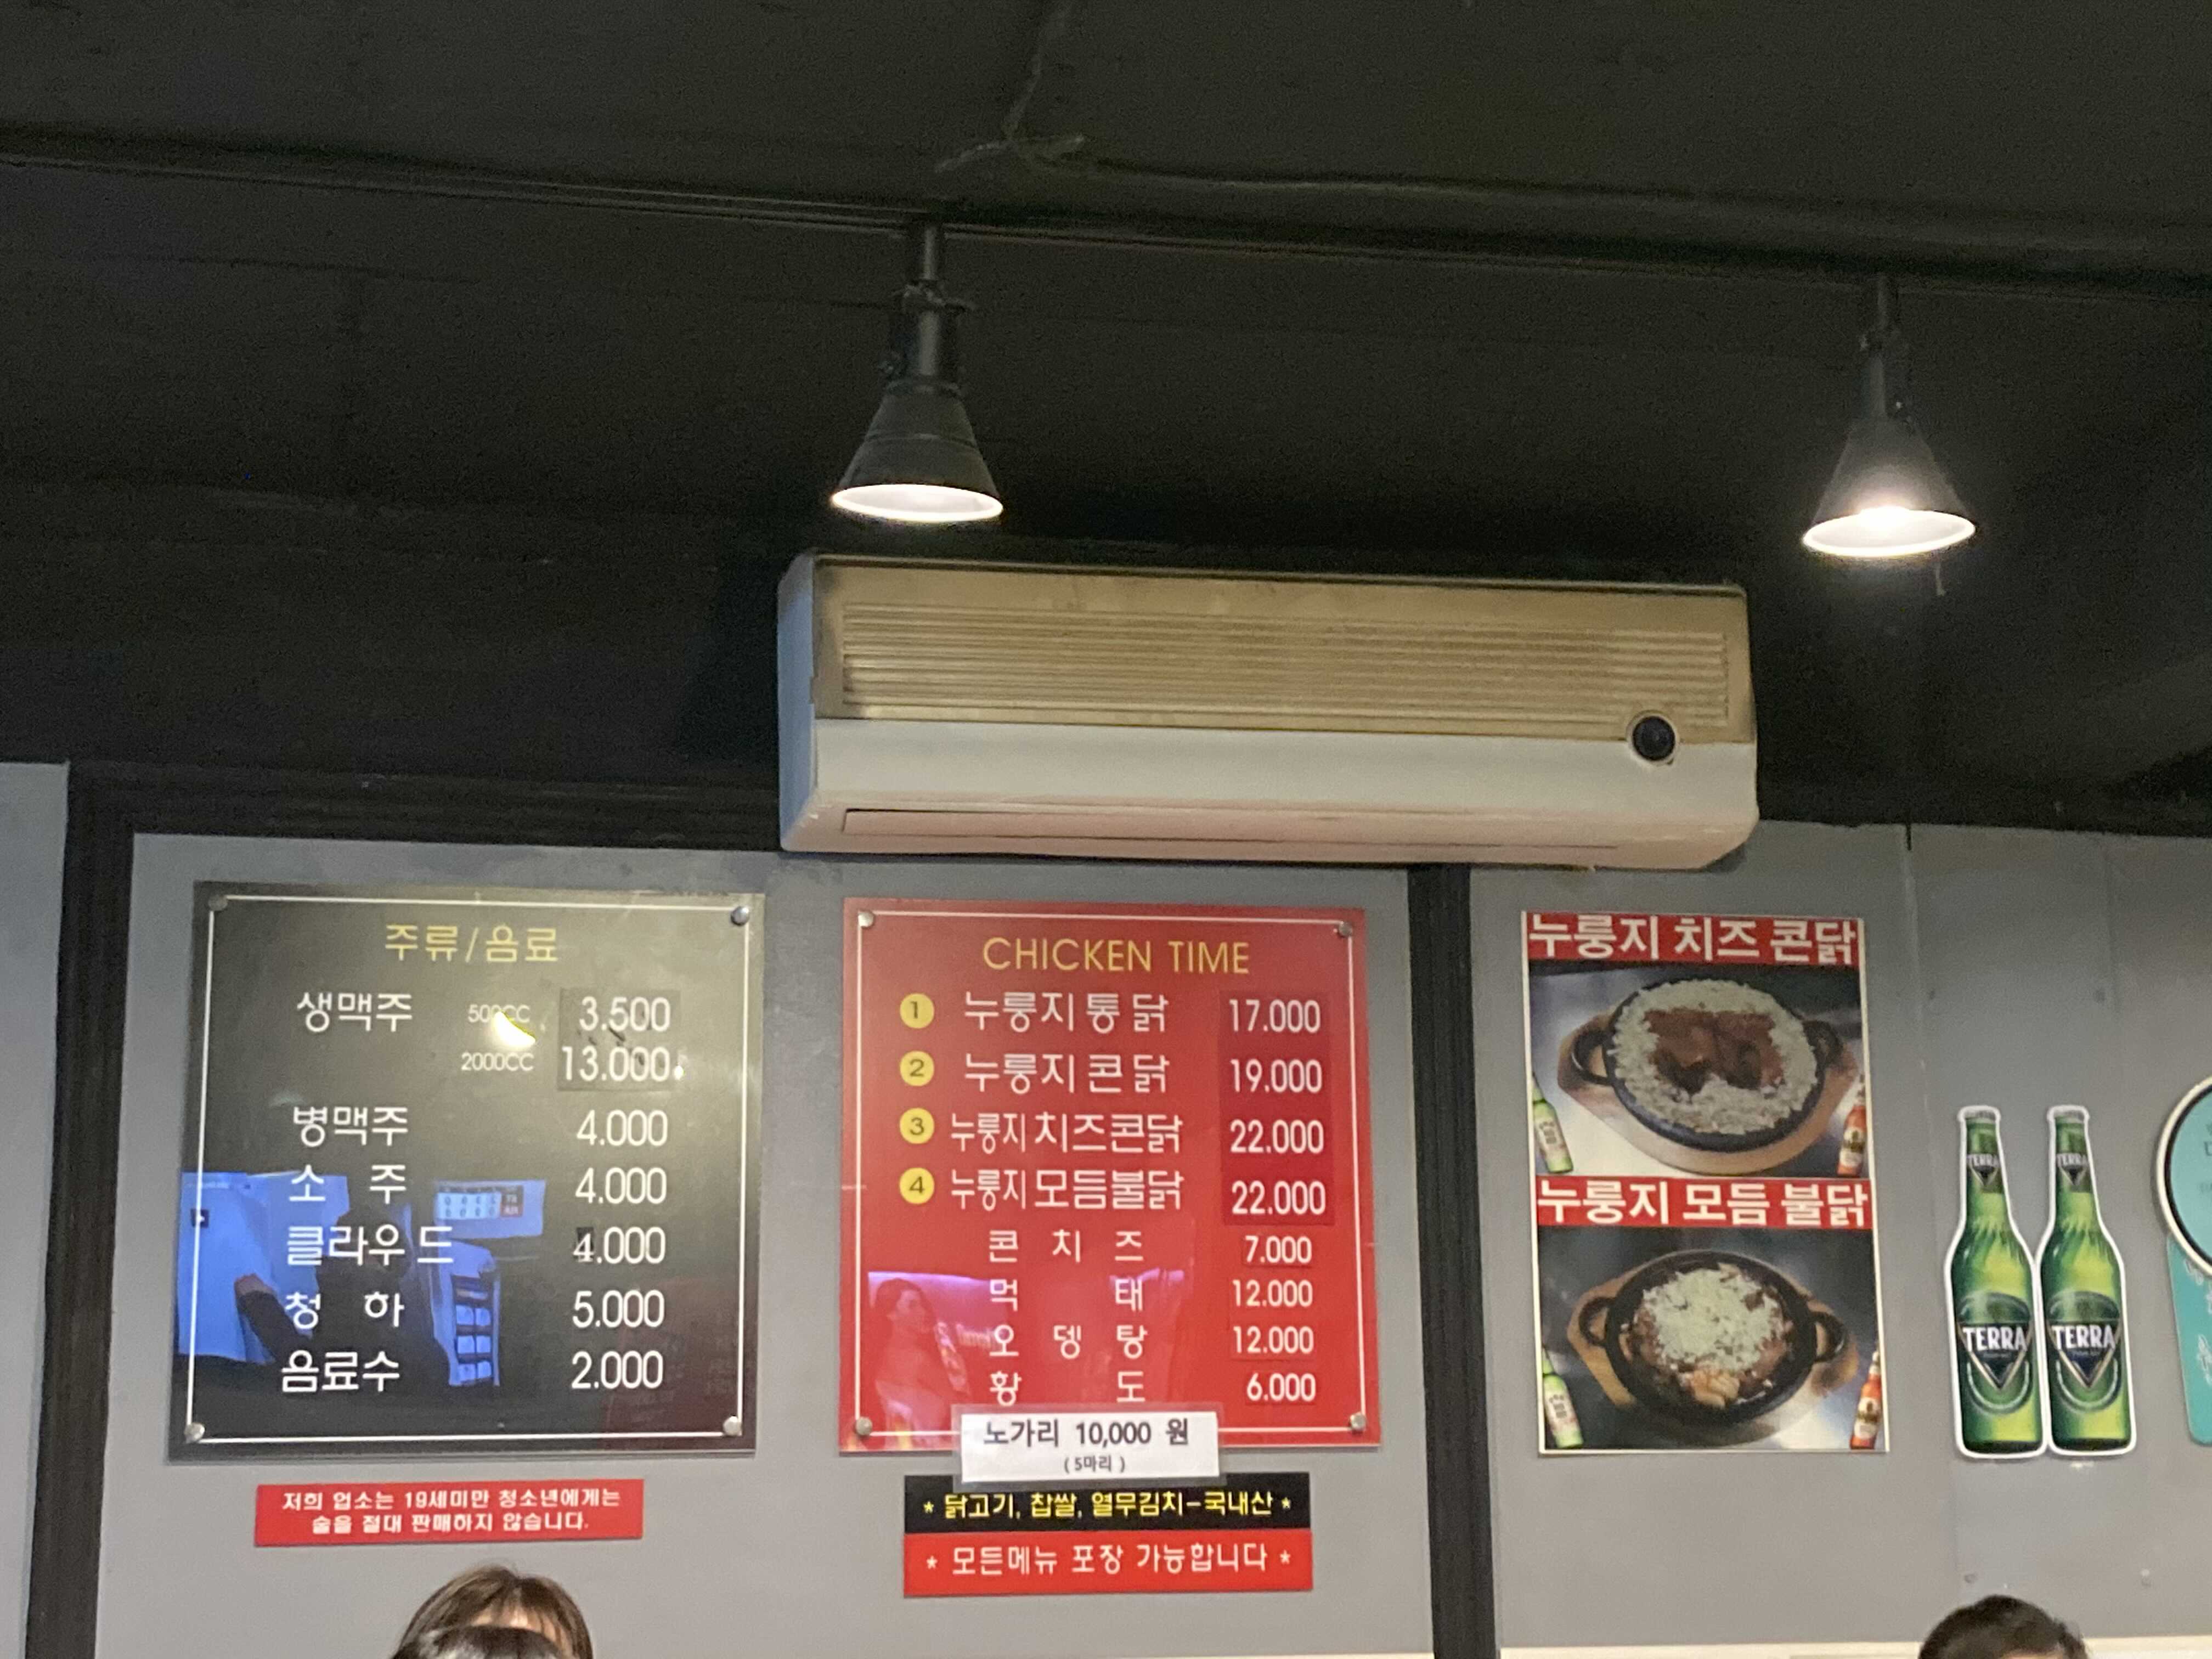 주류/음료
생맥주 500CC 3.500
2000CC 13.000
병맥주 4.000
소 주 4.000
클라우드 4.000
청 하 5.000
음료수 2.000
저희 업소는 19세미만 청소년에게는
술을 절대 판매하지 않습니다.
CHICKEN TIME
1 누룽지 통 닭 17.000
2 누룽지 콘 닭 19.000
3 누룽지 치즈콘닭 22.000
4 누룽지 모듬불닭 22.000
콘 치 즈 7.000
먹 태 12.000
오 뎅 탕 12.000
황 도 6.000
노가리 10,000 원
( 5마리 )
* 닭고기, 찹쌀, 열무김치-국내산 *
* 모든메뉴 포장 가능합니다 *
누룽지 치즈 콘닭
누룽지 모듬 불닭
TERRA TERRA
TERRA TERRA